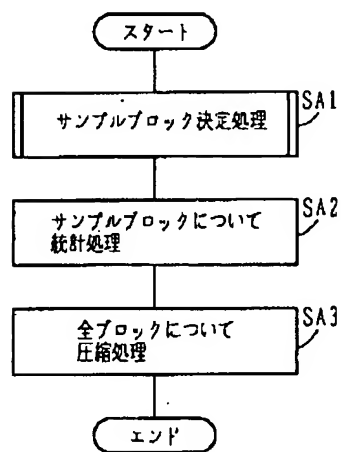 スタート
サンプルブロック決定処理
SA1
サンプルブロックについて
統計処理
SA2
全ブロックについて
圧縮処理
SA3
エンド